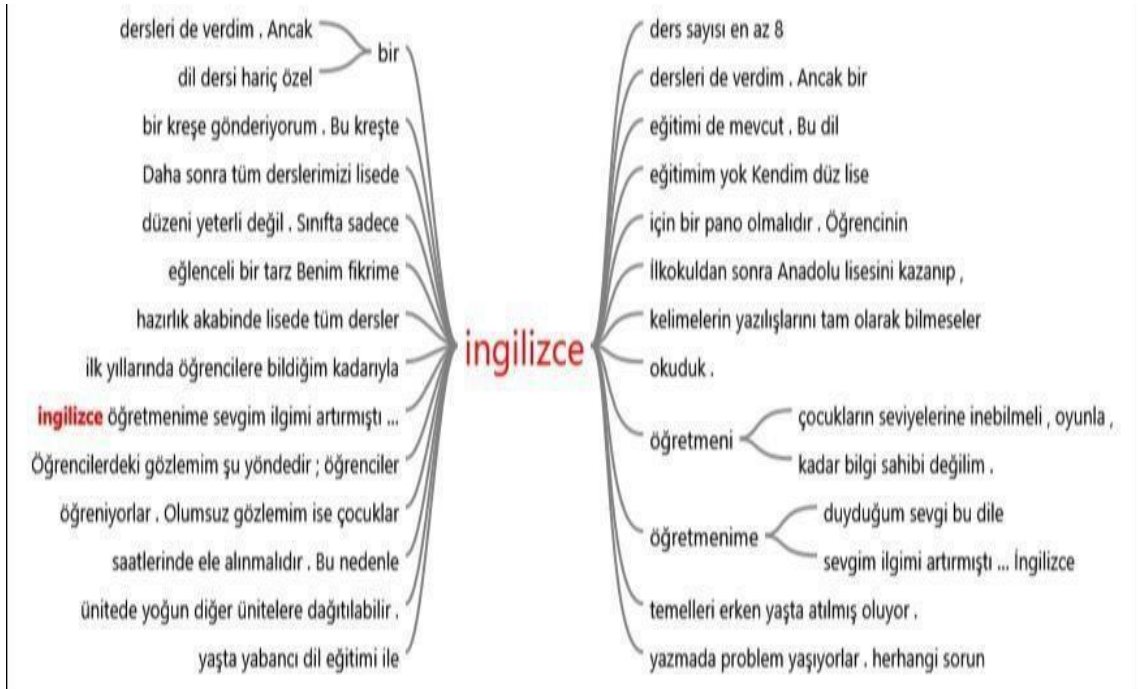 dersleri de verdim . Ancak
bir
dil dersi hariç özel
bir kreşe gönderiyorum . Bu kreşte
Daha sonra tüm derslerimizi lisede
düzeni yeterli değil . Sınıfta sadece
eğlenceli bir tarz Benim fikrime
hazırlık akabinde lisede tüm dersler
ilk yıllarında öğrencilere bildiğim kadarıyla
ingilizce öğretmenime sevgim ilgimi artırmıştı ...
Öğrencilerdeki gözlemim şu yöndedir ; öğrenciler
öğreniyorlar . Olumsuz gözlemim ise çocuklar
saatlerinde ele alınmalıdır . Bu nedenle
ünitede yoğun diğer ünitelere dağıtılabilir .
yaşta yabancı dil eğitimi ile
ingilizce
ders sayısı en az 8
dersleri de verdim . Ancak bir
eğitimi de mevcut . Bu dil
eğitimim yok Kendim düz lise
için bir pano olmalıdır . Öğrencinin
İlkokuldan sonra Anadolu lisesini kazanıp ,
kelimelerin yazılışlarını tam olarak bilmeseler
okuduk .
öğretmeni
çocukların seviyelerine inebilmeli , oyunla ,
kadar bilgi sahibi değilim .
öğretmenime
duyduğum sevgi bu dile
sevgim ilgimi artırmıştı ... İngilizce
temelleri erken yaşta atılmış oluyor .
yazmada problem yaşıyorlar . herhangi sorun